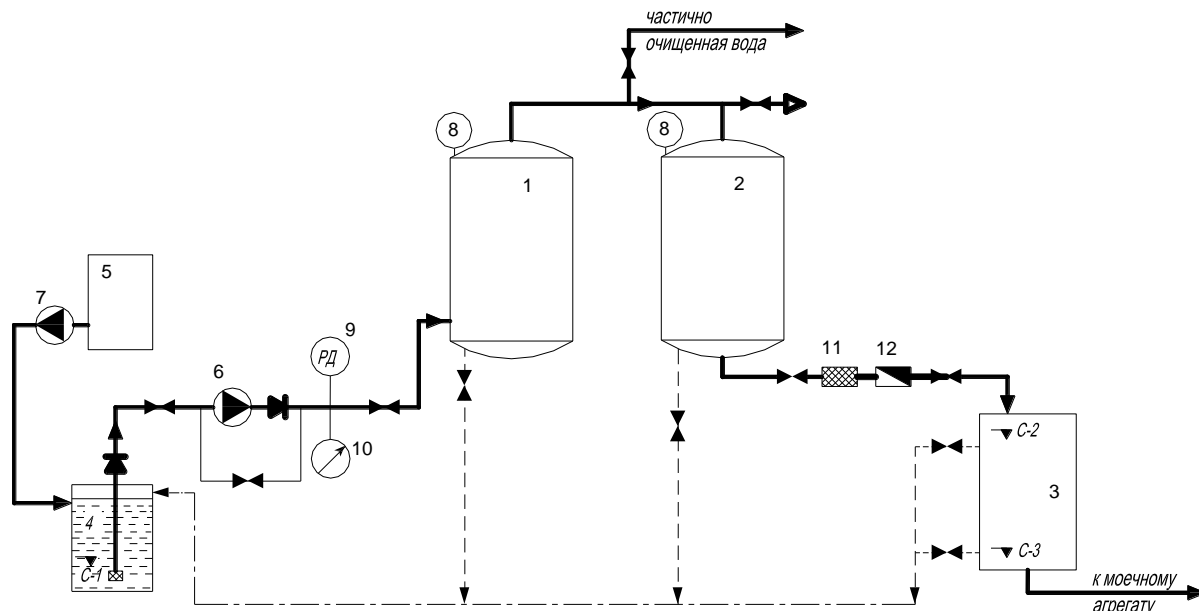 частично
очищенная вода
8
8
1
2
5
7
9
РД
6
11
12
10
С-2
3
4
С-3
С-1
к моечному
агрегату